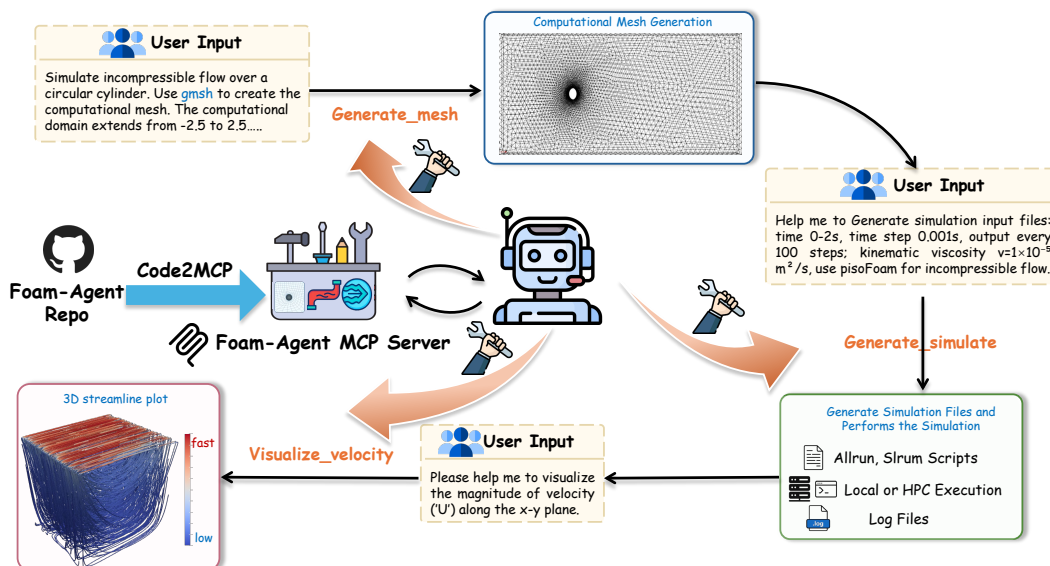 Computational Mesh Generation
User Input
Simulate incompressible flow over a
circular cylinder. Use gmsh to create the
computational mesh. The computational
domain extends from -2.5 to 2.5.....
Generate_mesh
User Input
Help me to Generate simulation input files:
time 0-2s, time step 0.001s, output every
100 steps; kinematic viscosity ν=1×10⁻⁵
m²/s, use pisoFoam for incompressible flow.
Code2MCP
Foam-Agent
Repo
Foam-Agent MCP Server
Generate_simulate
3D streamline plot
fast
low
Visualize_velocity
User Input
Please help me to visualize
the magnitude of velocity
('U') along the x-y plane.
Generate Simulation Files and
Performs the Simulation
Allrun, Slrum Scripts
Local or HPC Execution
.log
Log Files